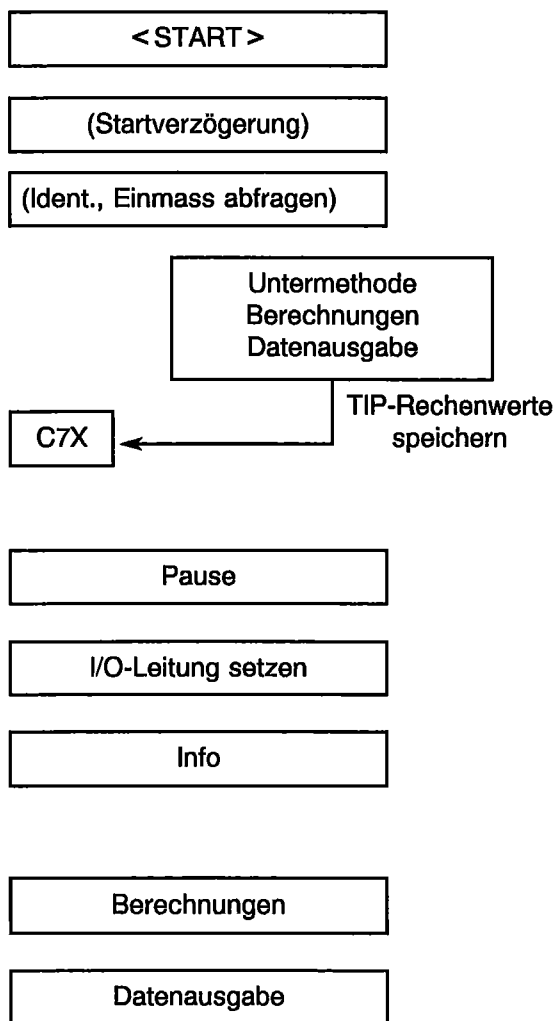 <START>
(Startverzögerung)
(Ident., Einmass abfragen)
Untermethode
Berechnungen
Datenausgabe
TIP-Rechenwerte
speichern
C7X
Pause
I/O-Leitung setzen
Info
Berechnungen
Datenausgabe